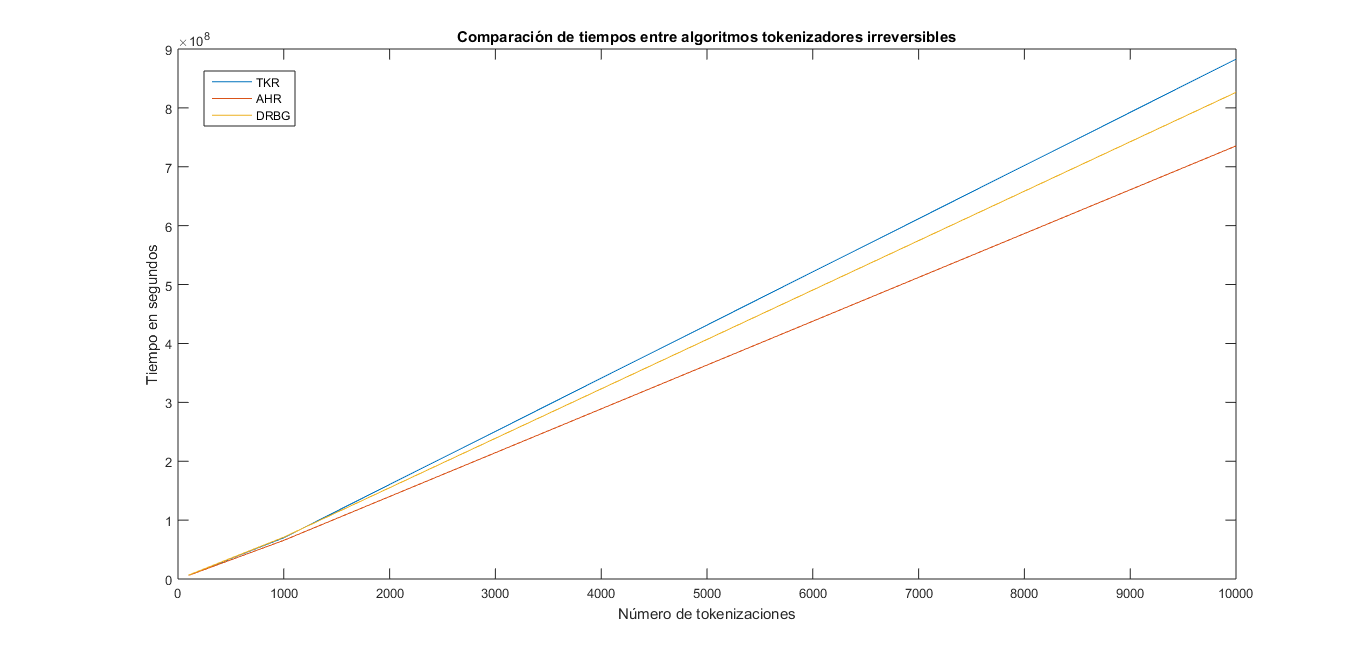 Comparación de tiempos entre algoritmos tokenizadores irreversibles
×10^8
9
8
7
6
5
4
3
2
1
0
Tiempo en segundos
TKR
AHR
DRBG
0 1000 2000 3000 4000 5000 6000 7000 8000 9000 10000
Número de tokenizaciones